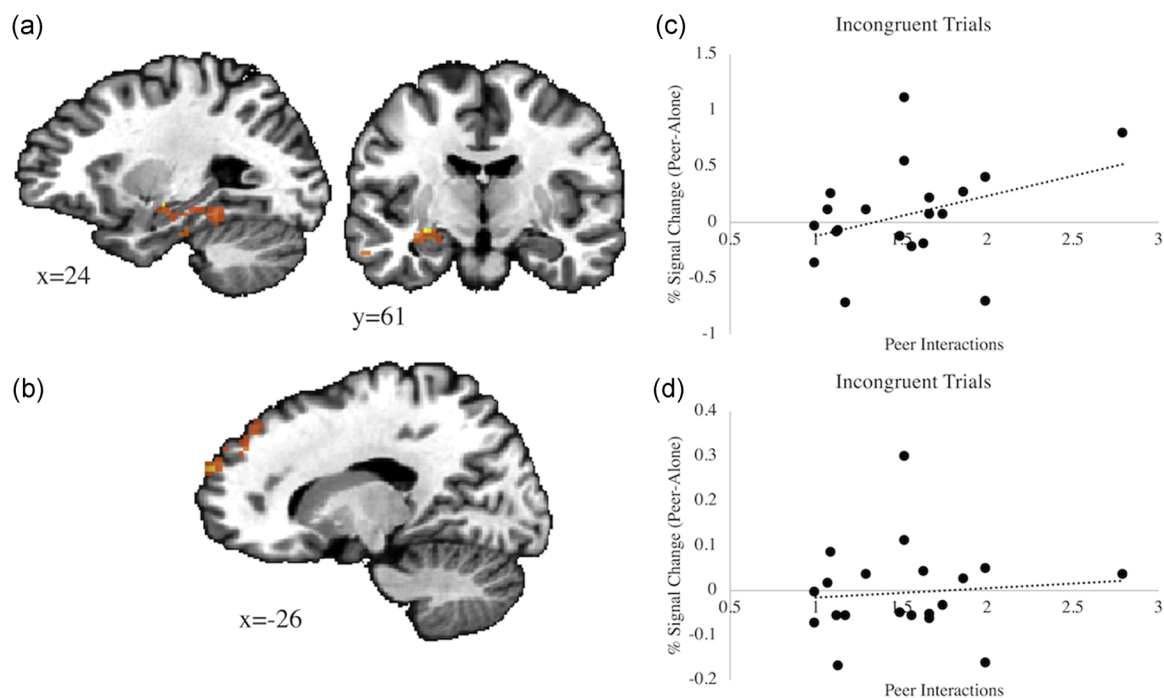 (a)
x=24
y=61
(b)
x=-26
(c)
Incongruent Trials
% Signal Change (Peer-Alone)
1.5
1
0.5
0
-0.5
-1
0.5 1 1.5 2 2.5 3
Peer Interactions
(d)
Incongruent Trials
% Signal Change (Peer-Alone)
0.4
0.3
0.2
0.1
0
-0.1
-0.2
0.5 1 1.5 2 2.5 3
Peer Interactions